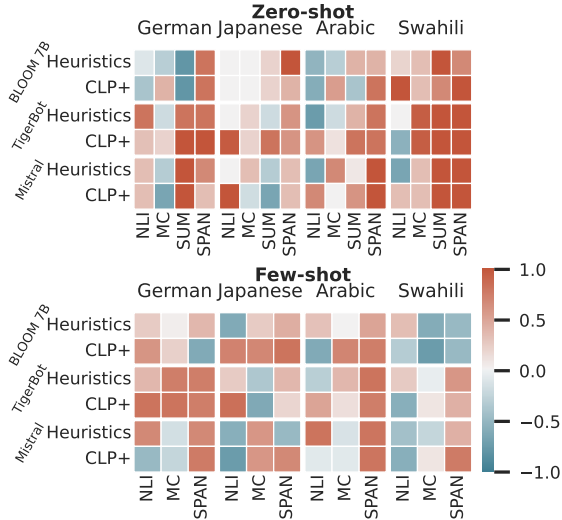 Zero-shot
German Japanese Arabic Swahili
BLOOM 7B
Heuristics
CLP+
TigerBot
Heuristics
CLP+
Mistral
Heuristics
CLP+
NLI MC SUM SPAN NLI MC SUM SPAN NLI MC SUM SPAN NLI MC SUM SPAN
Few-shot
German Japanese Arabic Swahili
BLOOM 7B
Heuristics
CLP+
TigerBot
Heuristics
CLP+
Mistral
Heuristics
CLP+
NLI MC SPAN NLI MC SPAN NLI MC SPAN NLI MC SPAN
1.0
0.5
0.0
−0.5
−1.0